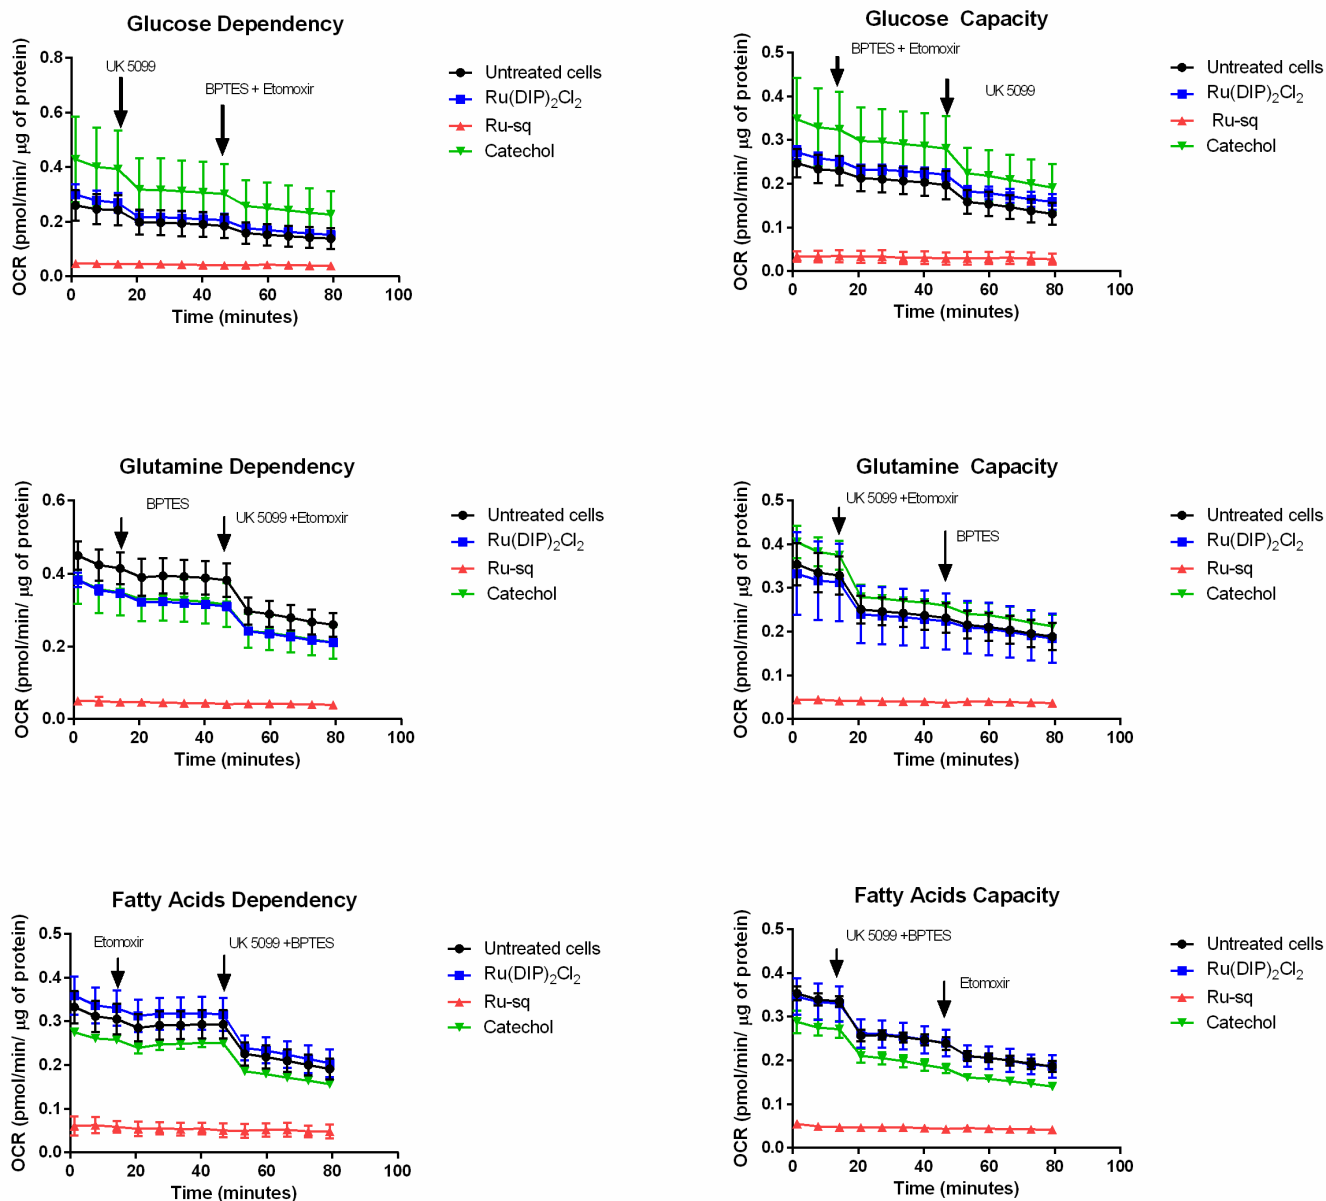 Glucose Dependency
OCR (pmol/min/ μg of protein)
0.8
0.6
0.4
0.2
0.0
UK 5099
BPTES + Etomoxir
0 20 40 60 80 100
Time (minutes)
Untreated cells
Ru(DIP)₂Cl₂
Ru-sq
Catechol
Glucose Capacity
OCR (pmol/min/ μg of protein)
0.5
0.4
0.3
0.2
0.1
0.0
BPTES + Etomoxir
UK 5099
0 20 40 60 80 100
Time (minutes)
Untreated cells
Ru(DIP)₂Cl₂
Ru-sq
Catechol
Glutamine Dependency
OCR (pmol/min/ μg of protein)
0.6
0.4
0.2
0.0
BPTES
UK 5099 +Etomoxir
0 20 40 60 80 100
Time (minutes)
Untreated cells
Ru(DIP)₂Cl₂
Ru-sq
Catechol
Glutamine Capacity
OCR (pmol/min/ μg of protein)
0.5
0.4
0.3
0.2
0.1
0.0
UK 5099 +Etomoxir
BPTES
0 20 40 60 80 100
Time (minutes)
Untreated cells
Ru(DIP)₂Cl₂
Ru-sq
Catechol
Fatty Acids Dependency
OCR (pmol/min/ μg of protein)
0.5
0.4
0.3
0.2
0.1
0.0
Etomoxir
UK 5099 +BPTES
0 20 40 60 80 100
Time (minutes)
Untreated cells
Ru(DIP)₂Cl₂
Ru-sq
Catechol
Fatty Acids Capacity
OCR (pmol/min/ μg of protein)
0.5
0.4
0.3
0.2
0.1
0.0
UK 5099 +BPTES
Etomoxir
0 20 40 60 80 100
Time (minutes)
Untreated cells
Ru(DIP)₂Cl₂
Ru-sq
Catechol